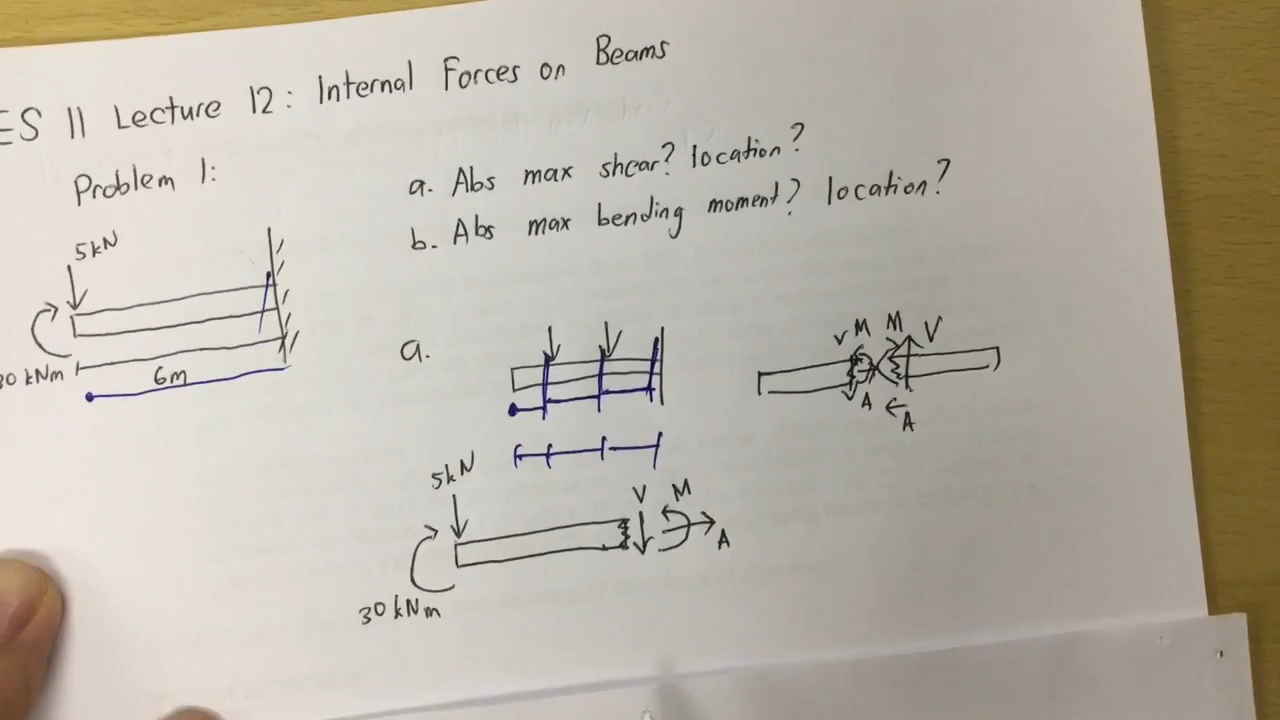 ES 11 Lecture 12: Internal Forces on Beams
Problem 1:
a. Abs max shear? location?
b. Abs max bending moment? location?
5kN
30 kNm
6m
a.
V M M V
A A
5kN
V M
A
30 kNm